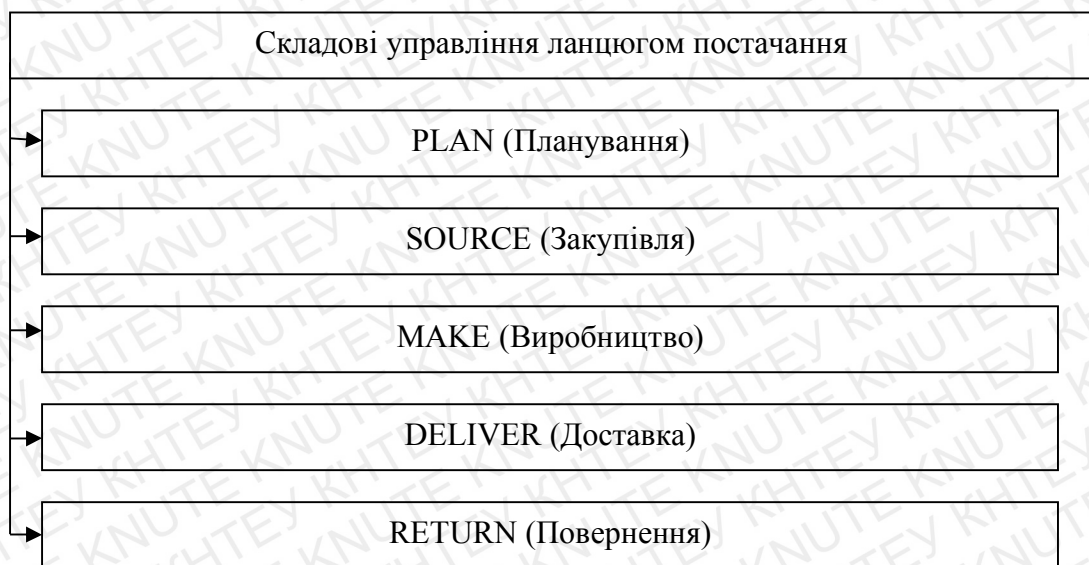 Складові управління ланцюгом постачання
PLAN (Планування)
SOURCE (Закупівля)
MAKE (Виробництво)
DELIVER (Доставка)
RETURN (Повернення)